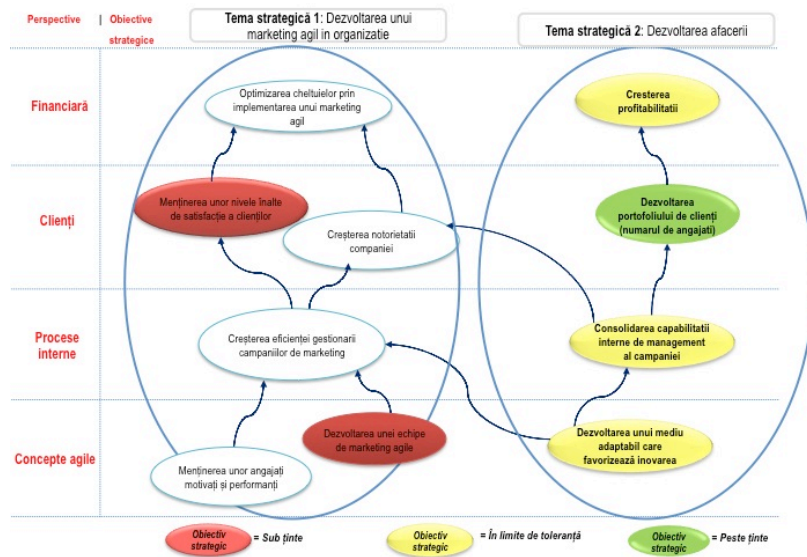 Perspective
Obiective
strategice
Tema strategică 1: Dezvoltarea unui
marketing agil in organizatie
Tema strategică 2: Dezvoltarea afacerii
Financiară
Optimizarea cheltuielor prin
implementarea unui marketing
agil
Cresterea
profitabilitatii
Clienți
Menținerea unor nivele înalte
de satisfacție a clienților
Creșterea notorietatii
companiei
Dezvoltarea
portofoliului de clienți
(numarul de angajati)
Procese
interne
Creșterea eficienței gestionarii
campaniilor de marketing
Consolidarea capabilitatii
interne de management
al campaniei
Concepte agile
Menținerea unor angajați
motivați și performanți
Dezvoltarea unei echipe
de marketing agile
Dezvoltarea unui mediu
adaptabil care
favorizează inovarea
Obiectiv
strategic
= Sub ținte
Obiectiv
strategic
= În limite de toleranță
Obiectiv
strategic
= Peste ținte